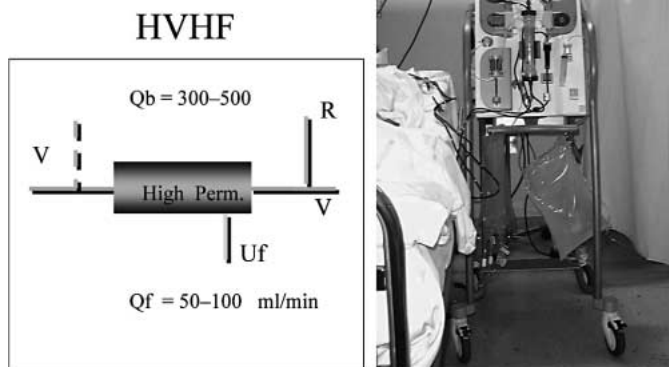 HVHF
Qb = 300–500
R
V
High Perm.
V
Uf
Qf = 50–100 ml/min